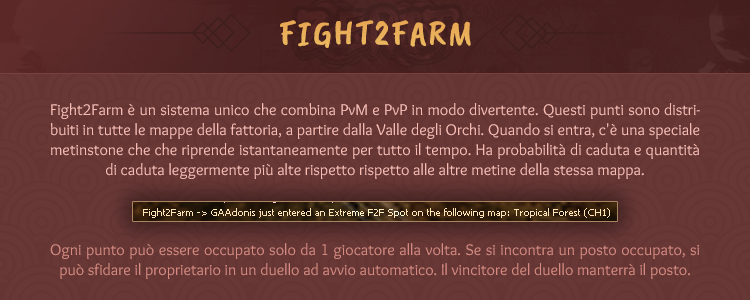 FIGHT2FARM
Fight2Farm è un sistema unico che combina PvM e PvP in modo divertente. Questi punti sono distri-
buiti in tutte le mappe della fattoria, a partire dalla Valle degli Orchi. Quando si entra, c'è una speciale
metinstone che che riprende istantaneamente per tutto il tempo. Ha probabilità di caduta e quantità
di caduta leggermente più alte rispetto rispetto alle altre metine della stessa mappa.
Fight2Farm -> GAAdonis just entered an Extreme F2F Spot on the following map: Tropical Forest (CH1)
Ogni punto può essere occupato solo da 1 giocatore alla volta. Se si incontra un posto occupato, si
può sfidare il proprietario in un duello ad avvio automatico. Il vincitore del duello manterrà il posto.